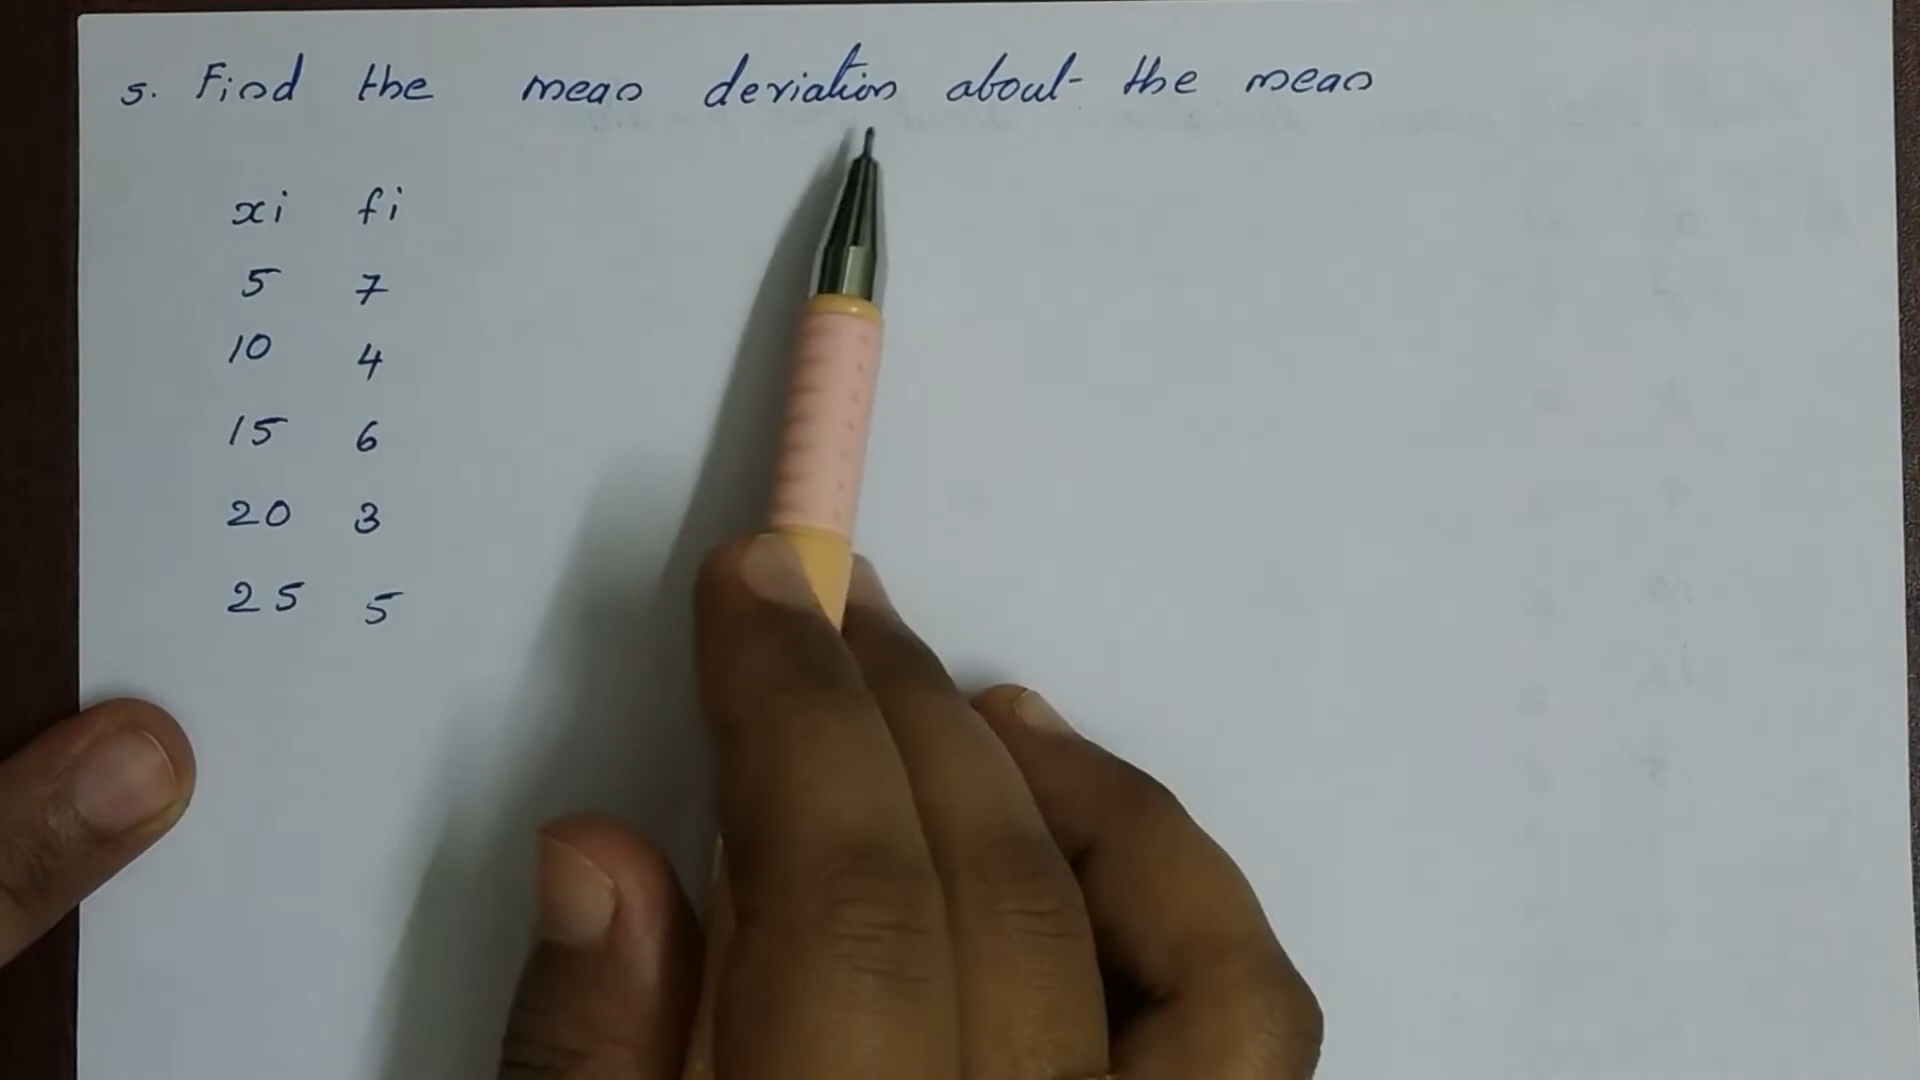 5. Find the mean deviation about the mean
xi fi
5 7
10 4
15 6
20 3
25 5